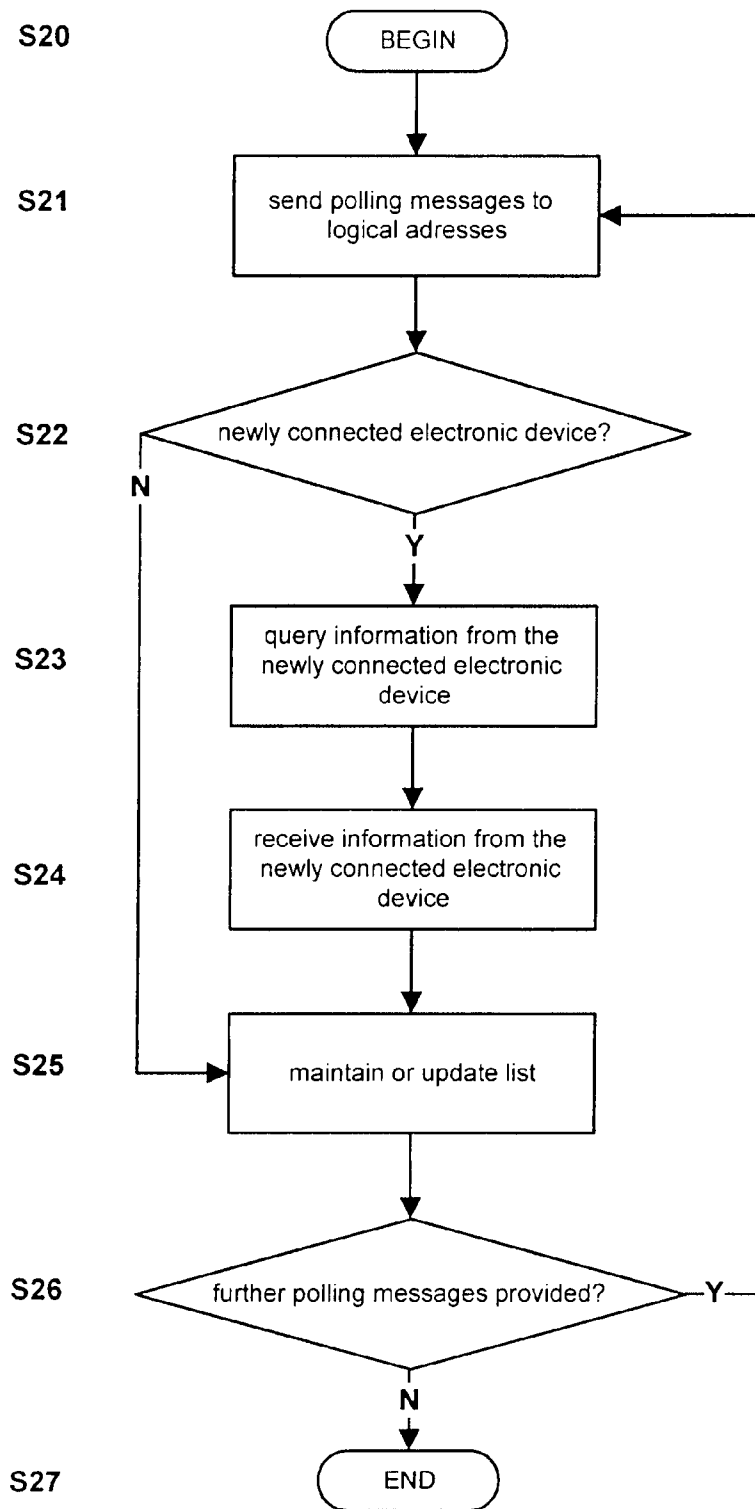 S20
BEGIN
S21
send polling messages to
logical adresses
S22
newly connected electronic device?
N
Y
S23
query information from the
newly connected electronic
device
S24
receive information from the
newly connected electronic
device
S25
maintain or update list
S26
further polling messages provided?
Y
N
S27
END